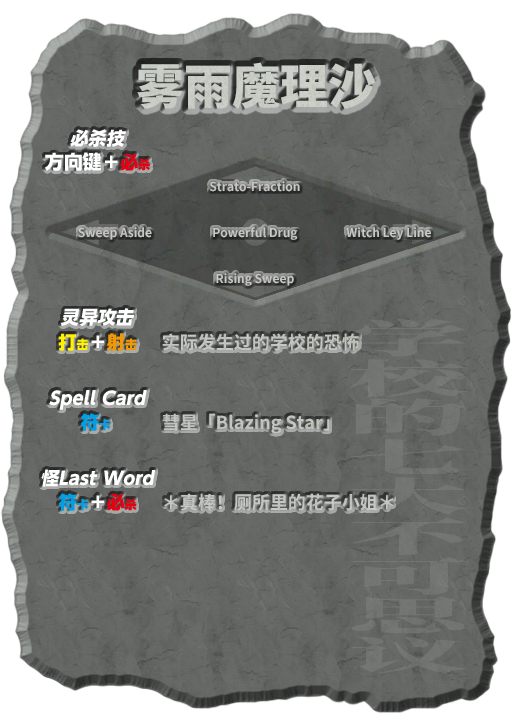 雾雨魔理沙
必杀技
方向键+必杀
Strato-Fraction
Sweep Aside Powerful Drug Witch Ley Line
Rising Sweep
灵异攻击
打击+射击 实际发生过的学校的恐怖
Spell Card
符卡 彗星「Blazing Star」
怪Last Word
符卡+必杀 *真棒！厕所里的花子小姐*
学校的七大不可思议